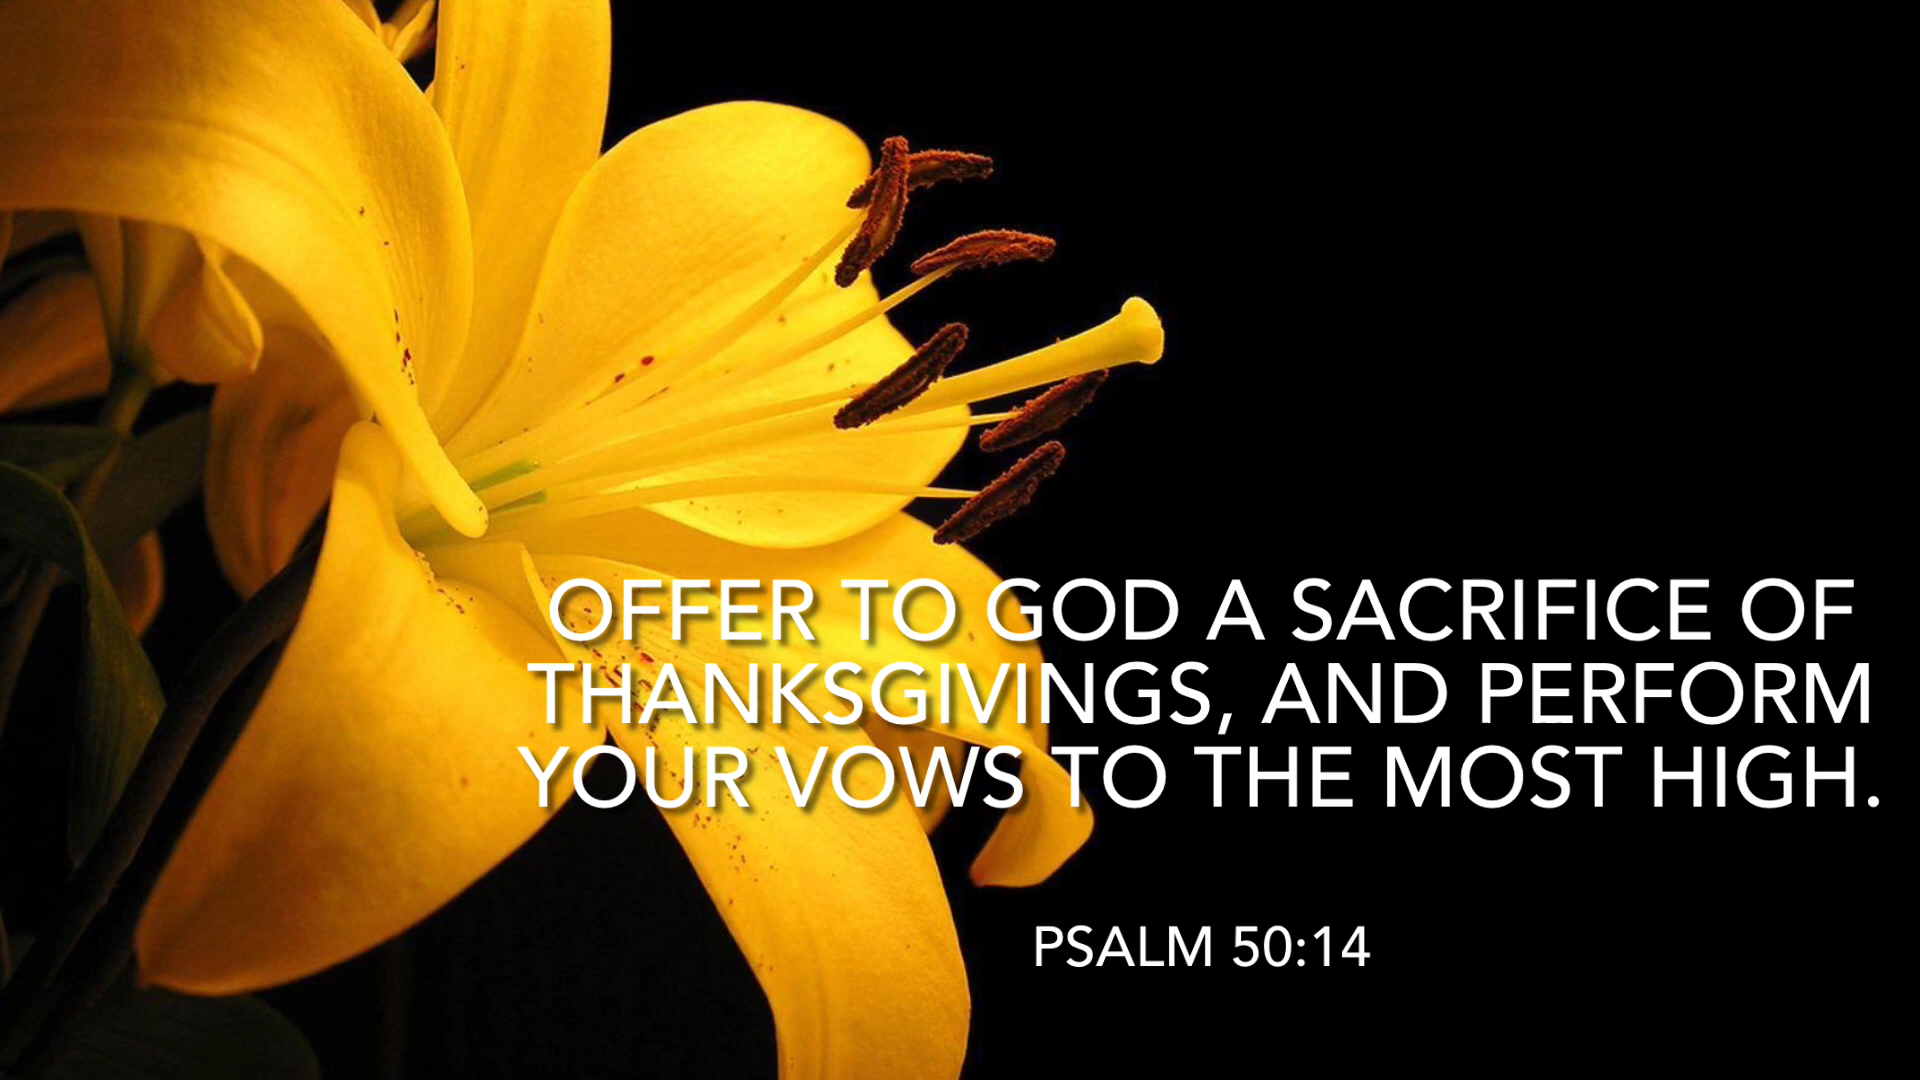 OFFER TO GOD A SACRIFICE OF
THANKSGIVINGS, AND PERFORM
YOUR VOWS TO THE MOST HIGH.
PSALM 50:14